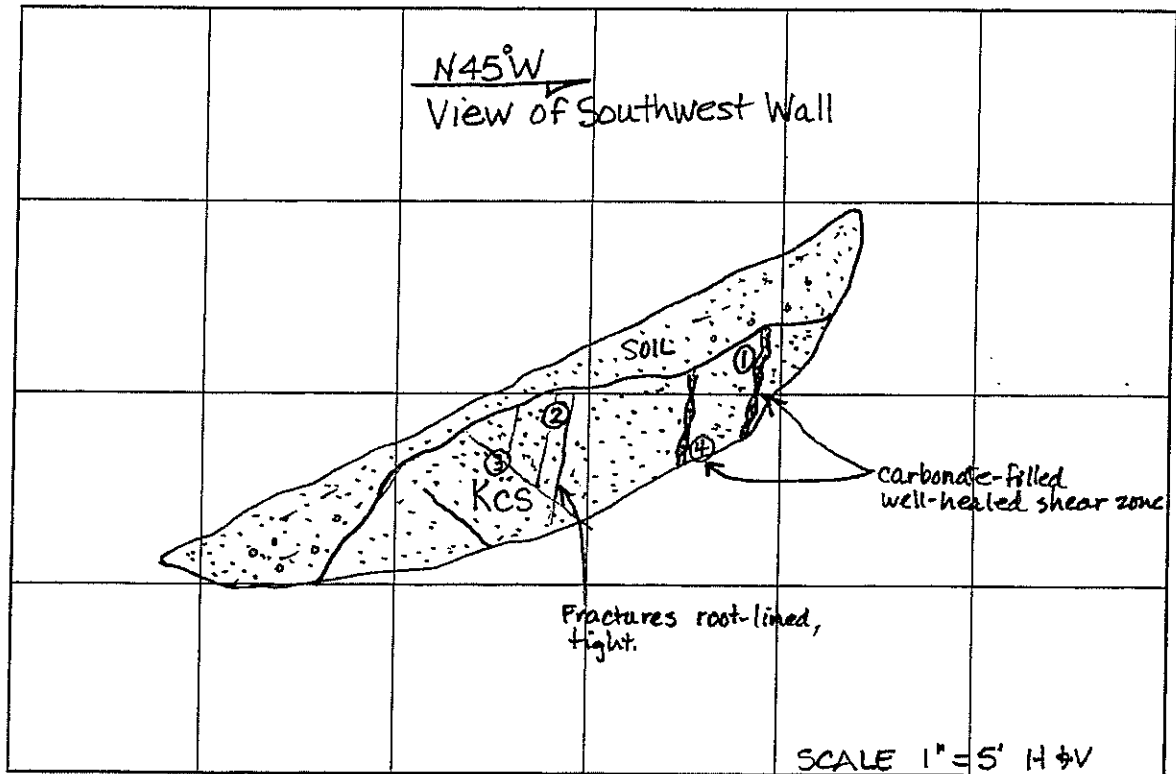 N45°W
View of Southwest Wall
SOIL
①
②
③
④
KCS
carbonate-filled
well-healed shear zone
Fractures root-lined,
tight.
SCALE 1" = 5' H & V